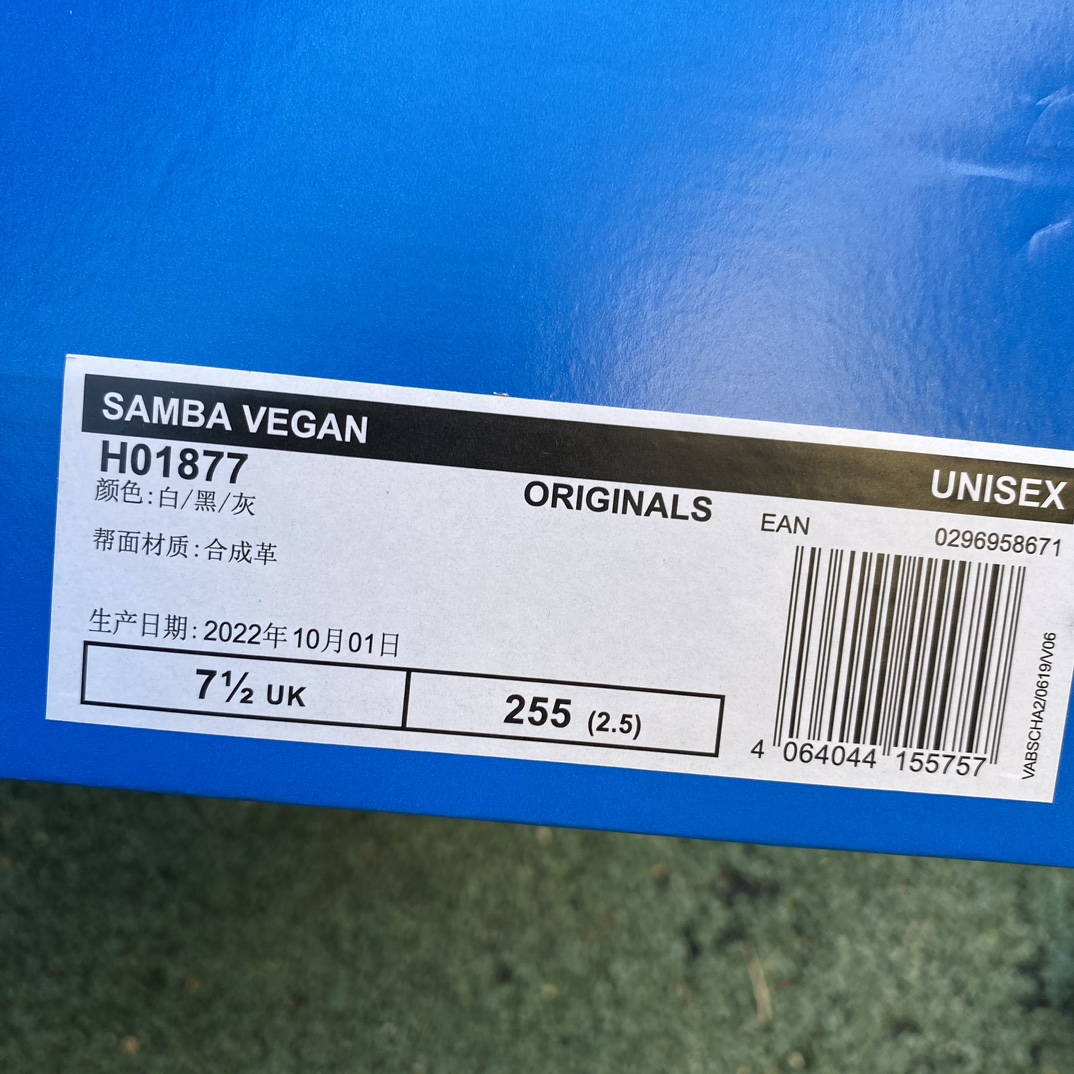 SAMBA VEGAN
UNISEX
H01877
ORIGINALS
颜色:白/黑/灰
EAN
0296958671
帮面材质:合成革
生产日期:2022年10月01日
7½ UK
255 (2.5)
4 064044 155757
VABSCHA2/0619/V06